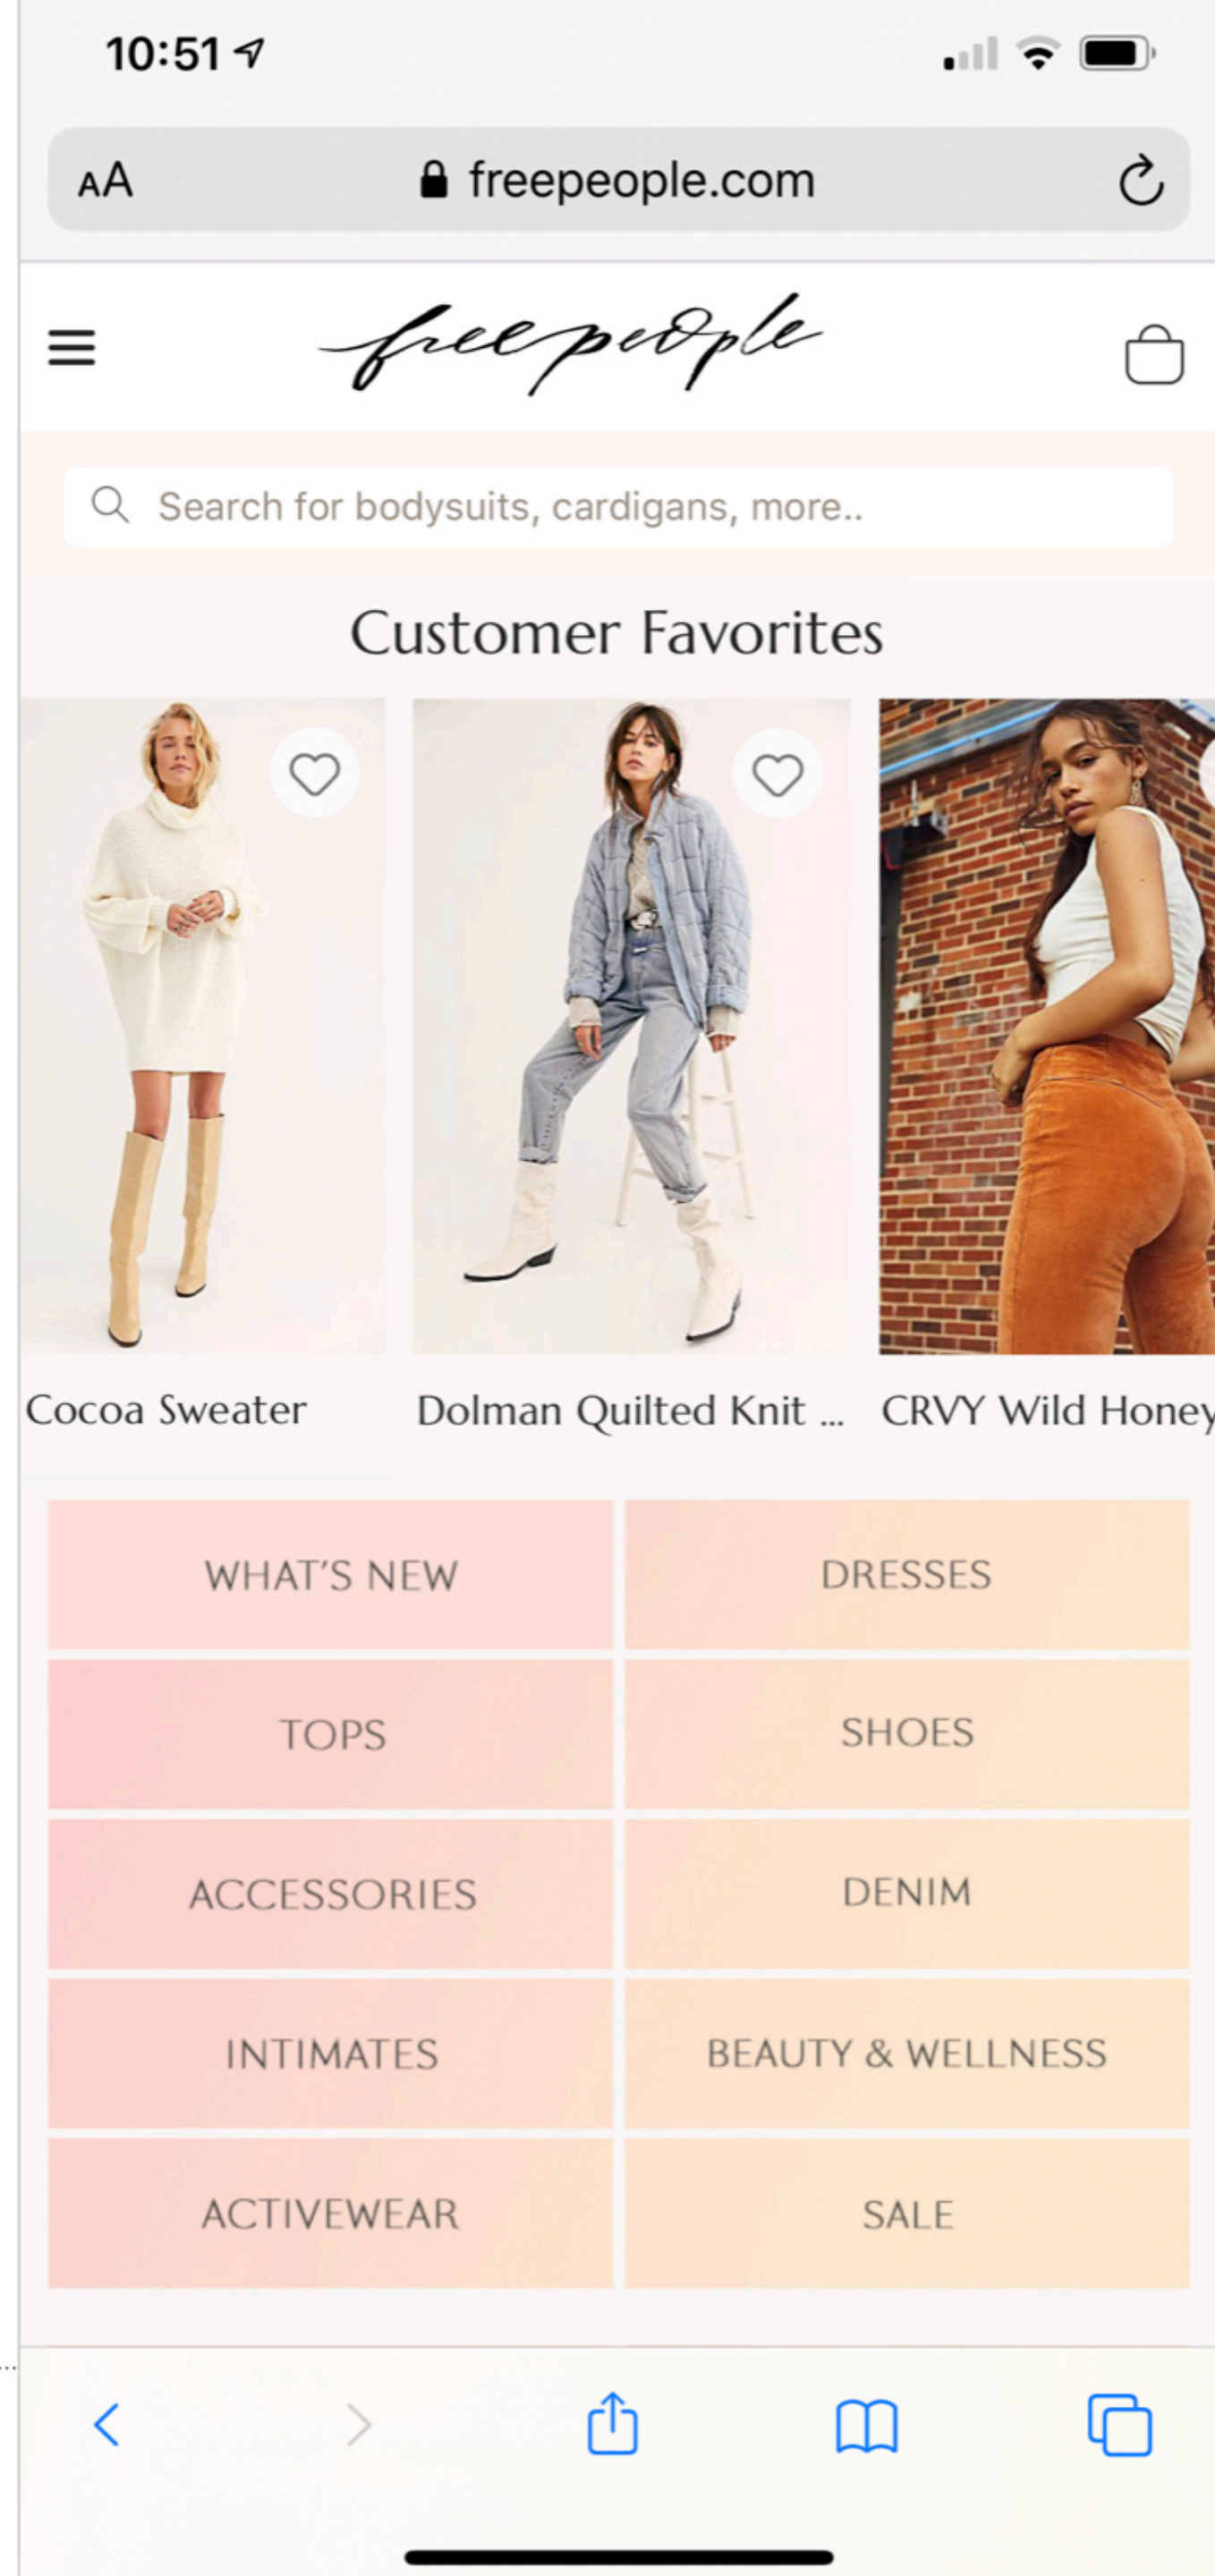 10:51
AA freepeople.com
free people
Search for bodysuits, cardigans, more..
Customer Favorites
Cocoa Sweater
Dolman Quilted Knit ...
CRVY Wild Honey
WHAT'S NEW
DRESSES
TOPS
SHOES
ACCESSORIES
DENIM
INTIMATES
BEAUTY & WELLNESS
ACTIVEWEAR
SALE